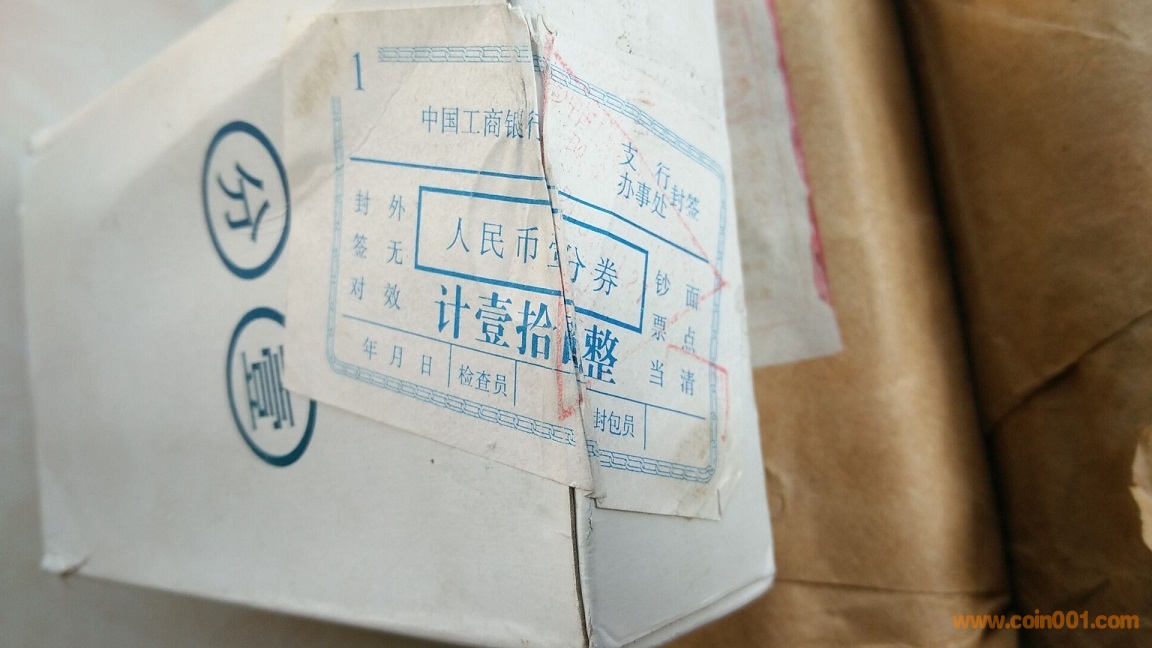 分
壹
1
中国工商银行
支行
办事处
封签
封签对
外无效
人民币壹分券
计壹拾 整
钞票当
面点清
年月日
检查员
封包员
www.coin001.com